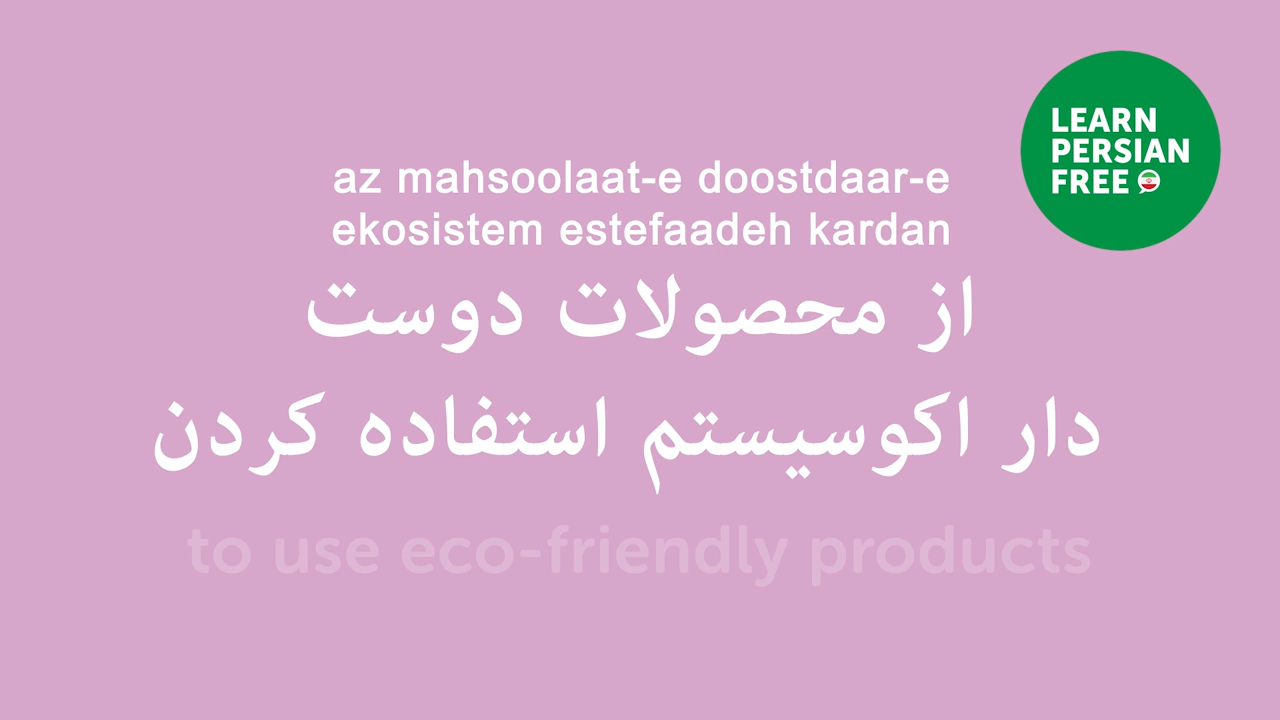 LEARN
PERSIAN
FREE
az mahsoolaat-e doostdaar-e
ekosistem estefaadeh kardan
از محصولات دوست
دار اکوسیستم استفاده کردن
to use eco-friendly products